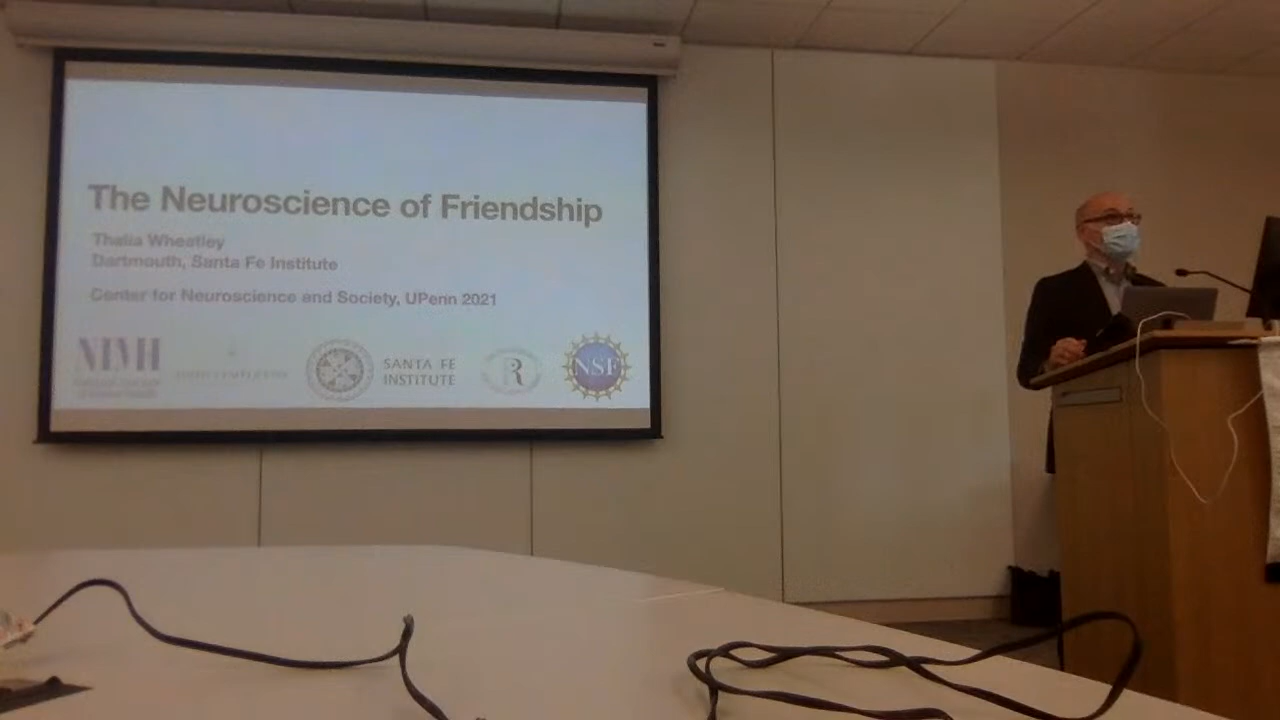 The Neuroscience of Friendship
Thalia Wheatley
Dartmouth, Santa Fe Institute
Center for Neuroscience and Society, UPenn 2021
NIMH
SANTA FE
INSTITUTE
R
NSF